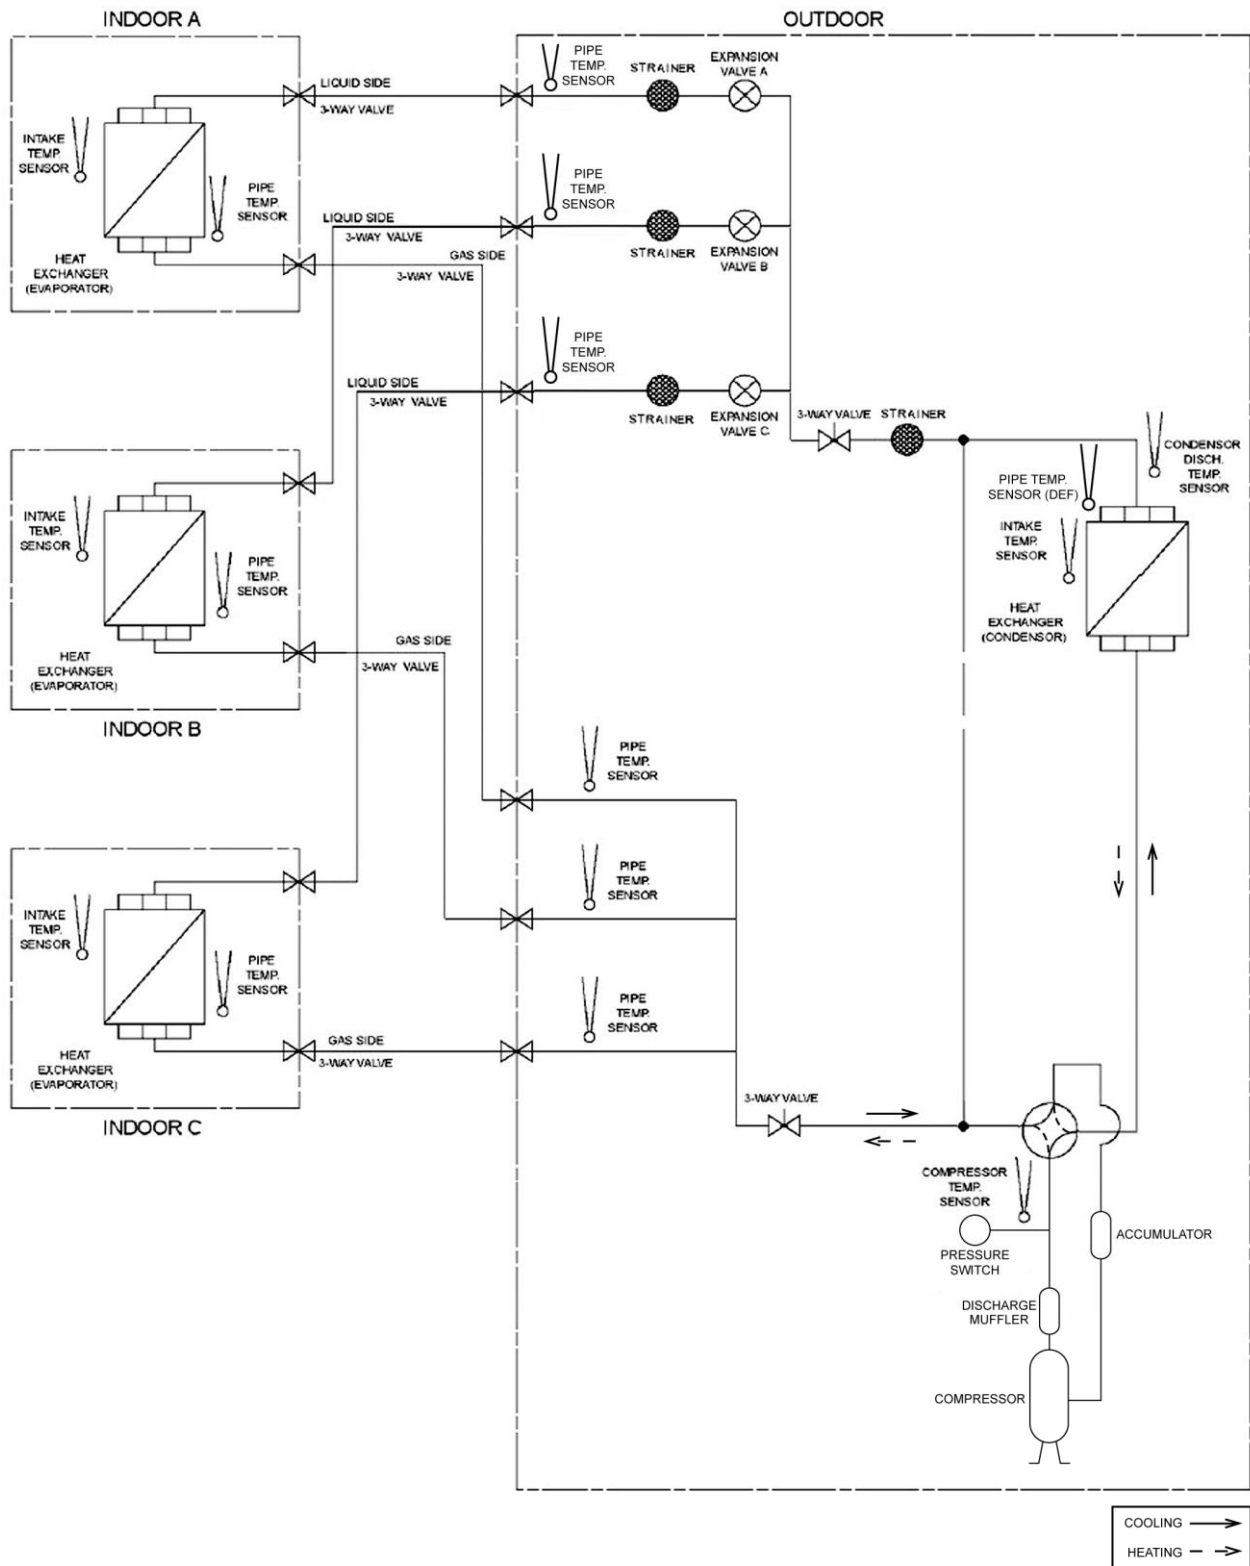 INDOOR A
OUTDOOR
LIQUID SIDE
3-WAY VALVE
PIPE
TEMP.
SENSOR
STRAINER
EXPANSION
VALVE A
INTAKE
TEMP.
SENSOR
PIPE
TEMP.
SENSOR
HEAT
EXCHANGER
(EVAPORATOR)
LIQUID SIDE
3-WAY VALVE
GAS SIDE
3-WAY VALVE
PIPE
TEMP.
SENSOR
STRAINER
EXPANSION
VALVE B
LIQUID SIDE
3-WAY VALVE
PIPE
TEMP.
SENSOR
STRAINER
EXPANSION
VALVE C
3-WAY VALVE
STRAINER
CONDENSOR
DISCH.
TEMP.
SENSOR
PIPE TEMP.
SENSOR (DEF)
INTAKE
TEMP.
SENSOR
HEAT
EXCHANGER
(CONDENSOR)
INTAKE
TEMP.
SENSOR
PIPE
TEMP.
SENSOR
HEAT
EXCHANGER
(EVAPORATOR)
GAS SIDE
3-WAY VALVE
INDOOR B
PIPE
TEMP.
SENSOR
PIPE
TEMP.
SENSOR
PIPE
TEMP.
SENSOR
INTAKE
TEMP.
SENSOR
PIPE
TEMP.
SENSOR
HEAT
EXCHANGER
(EVAPORATOR)
GAS SIDE
3-WAY VALVE
INDOOR C
3-WAY VALVE
COMPRESSOR
TEMP.
SENSOR
PRESSURE
SWITCH
ACCUMULATOR
DISCHARGE
MUFFLER
COMPRESSOR
COOLING
HEATING